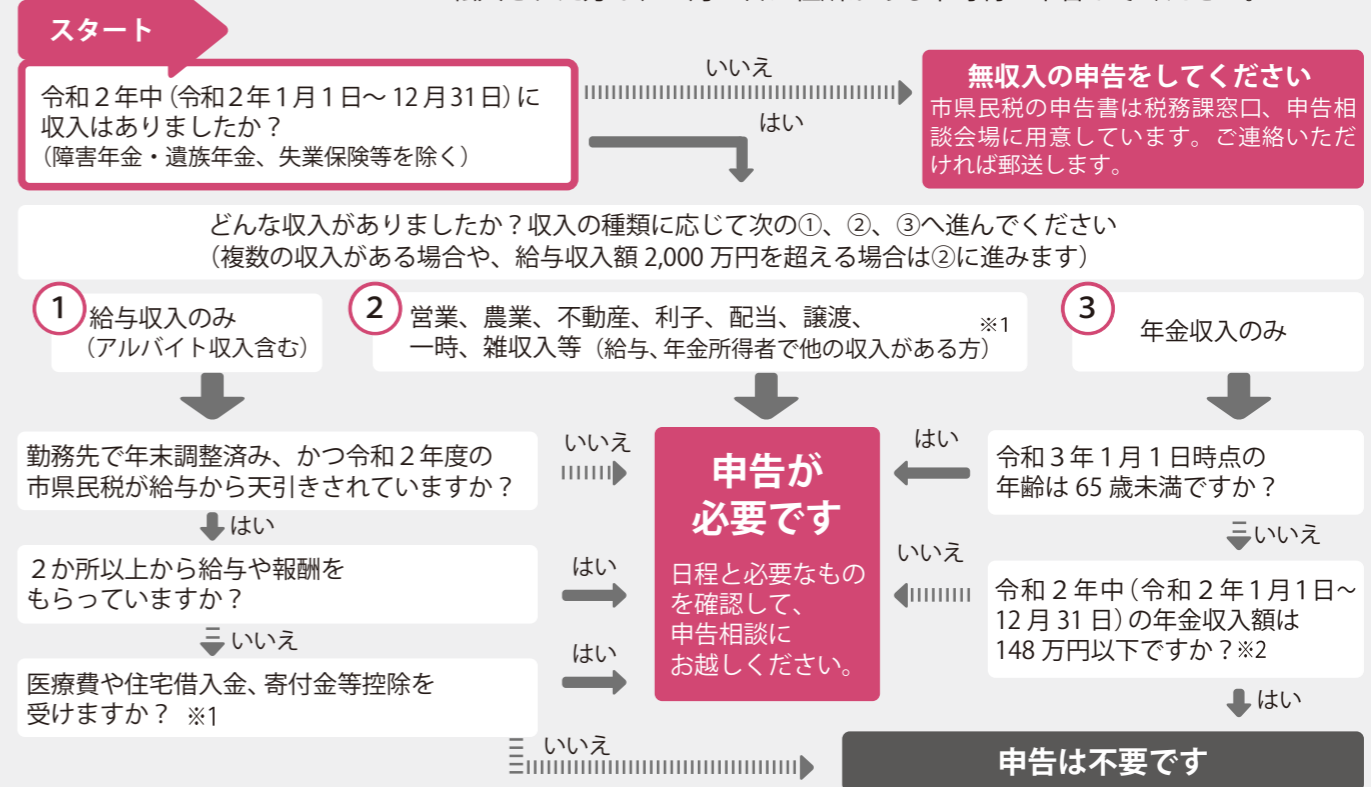 スタート
令和2年中(令和2年1月1日〜12月31日)に
収入はありましたか?
(障害年金・遺族年金、失業保険等を除く)
いいえ
はい
無収入の申告をしてください
市県民税の申告書は税務課窓口、申告相
談会場に用意しています。ご連絡いただ
ければ郵送します。
どんな収入がありましたか?収入の種類に応じて次の①、②、③へ進んでください
(複数の収入がある場合や、給与収入額 2,000 万円を超える場合は②に進みます)
1 給与収入のみ
(アルバイト収入含む)
2 営業、農業、不動産、利子、配当、譲渡、 ※1
一時、雑収入等(給与、年金所得者で他の収入がある方)
3 年金収入のみ
勤務先で年末調整済み、かつ令和2年度の
市県民税が給与から天引きされていますか?
いいえ
はい
2か所以上から給与や報酬を
もらっていますか?
はい
いいえ
医療費や住宅借入金、寄付金等控除を
受けますか? ※1
はい
いいえ
申告が
必要です
日程と必要なもの
を確認して、
申告相談に
お越しください。
はい
令和3年1月1日時点の
年齢は 65 歳未満ですか?
いいえ
いいえ
令和2年中(令和2年1月1日〜
12月31日)の年金収入額は
148 万円以下ですか?※2
はい
申告は不要です